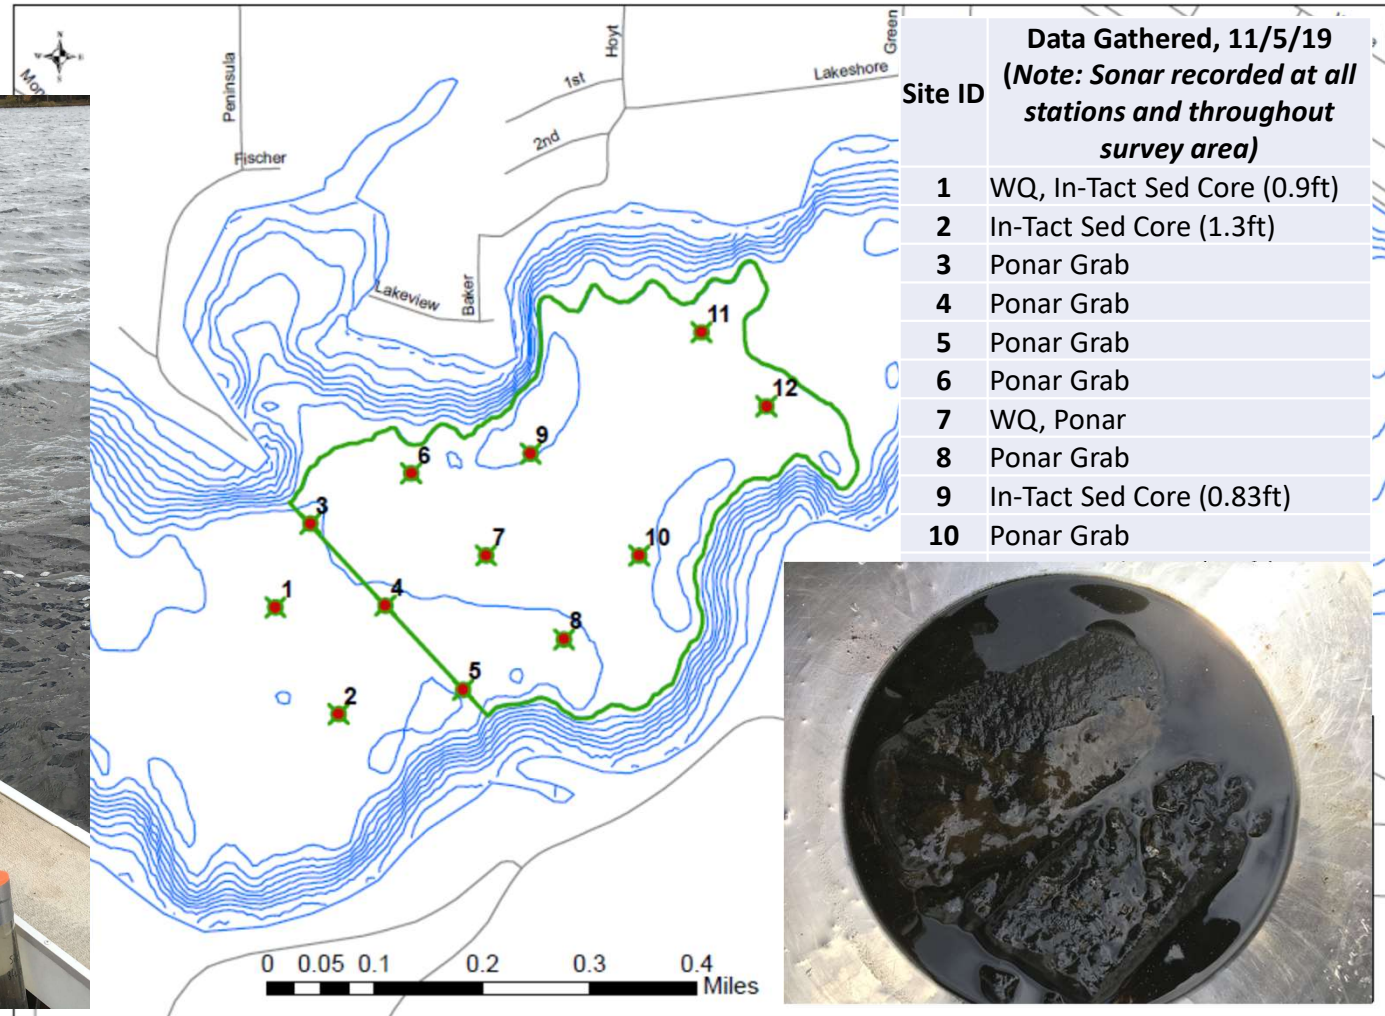 N
W
E
S
Peninsula
Fischer
Hoyt
1st
2nd
Lakeshore
Green
Lakeview
Baker
11
12
9
6
3
7
10
1
4
8
5
2
0 0.05 0.1 0.2 0.3 0.4
Miles
Site ID Data Gathered, 11/5/19
(Note: Sonar recorded at all
stations and throughout
survey area)
1 WQ, In-Tact Sed Core (0.9ft)
2 In-Tact Sed Core (1.3ft)
3 Ponar Grab
4 Ponar Grab
5 Ponar Grab
6 Ponar Grab
7 WQ, Ponar
8 Ponar Grab
9 In-Tact Sed Core (0.83ft)
10 Ponar Grab